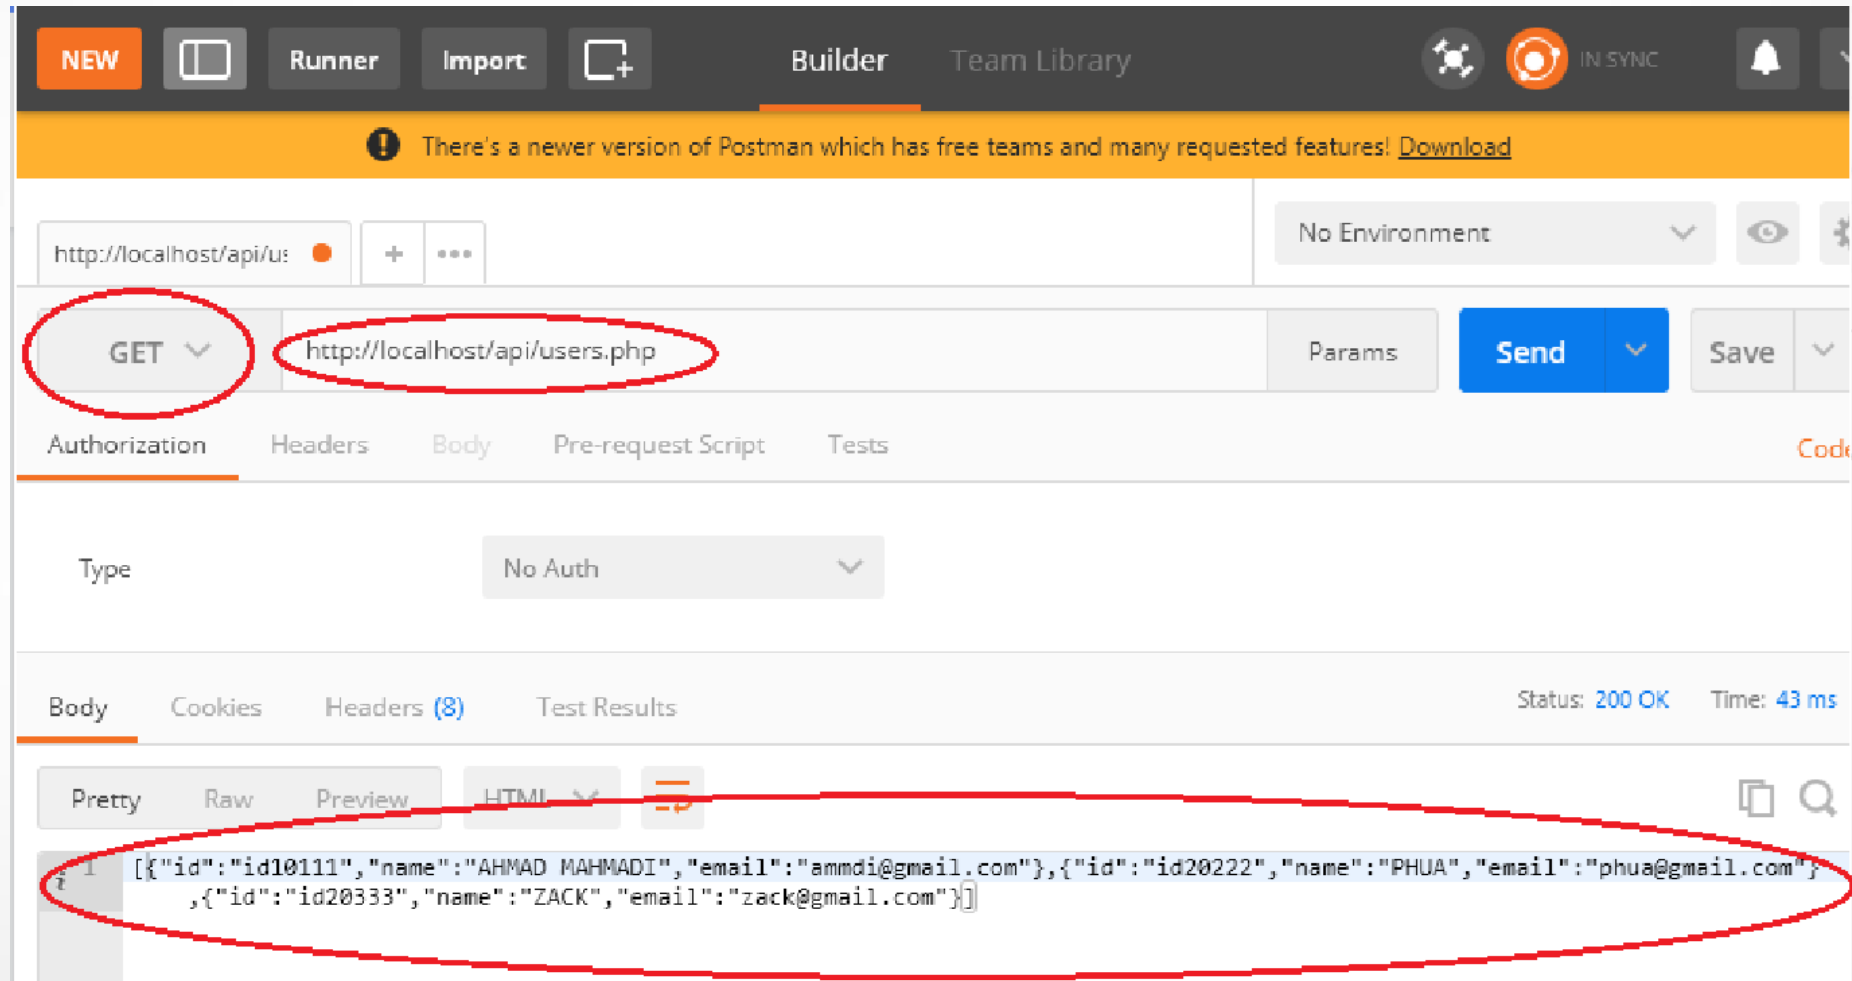 NEW Runner Import Builder Team Library IN SYNC
There's a newer version of Postman which has free teams and many requested features! Download
http://localhost/api/us + ••• No Environment
GET http://localhost/api/users.php Params Send Save
Authorization Headers Body Pre-request Script Tests Code
Type No Auth
Body Cookies Headers (8) Test Results Status: 200 OK Time: 43 ms
Pretty Raw Preview HTML
i 1 [{"id":"id10111","name":"AHMAD MAHMADI","email":"ammdi@gmail.com"},{"id":"id20222","name":"PHUA","email":"phua@gmail.com"}
,{"id":"id20333","name":"ZACK","email":"zack@gmail.com"}]